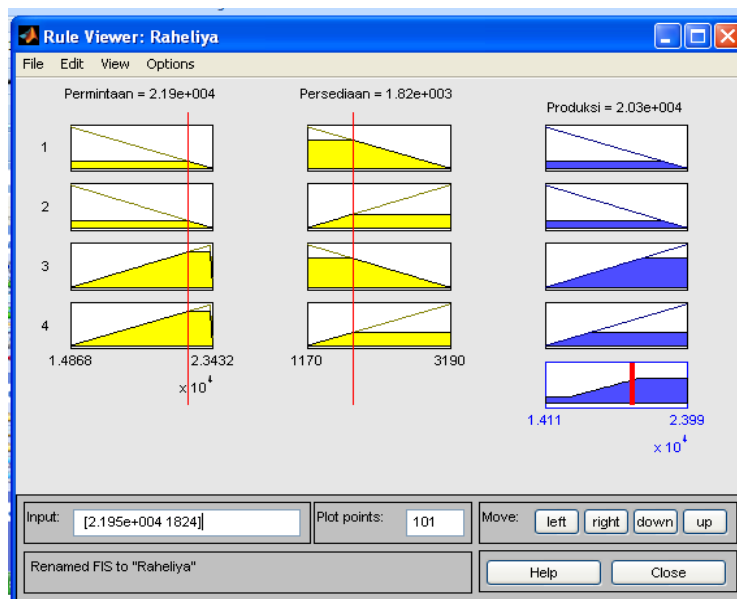 Rule Viewer: Raheliya
File Edit View Options
Permintaan = 2.19e+004 Persediaan = 1.82e+003
Produksi = 2.03e+004
1
2
3
4
1.4868 2.3432 1170 3190
x 10^4
1.411 2.399
x 10^4
Input: [2.195e+004 1824] Plot points: 101 Move: left right down up
Renamed FIS to "Raheliya" Help Close